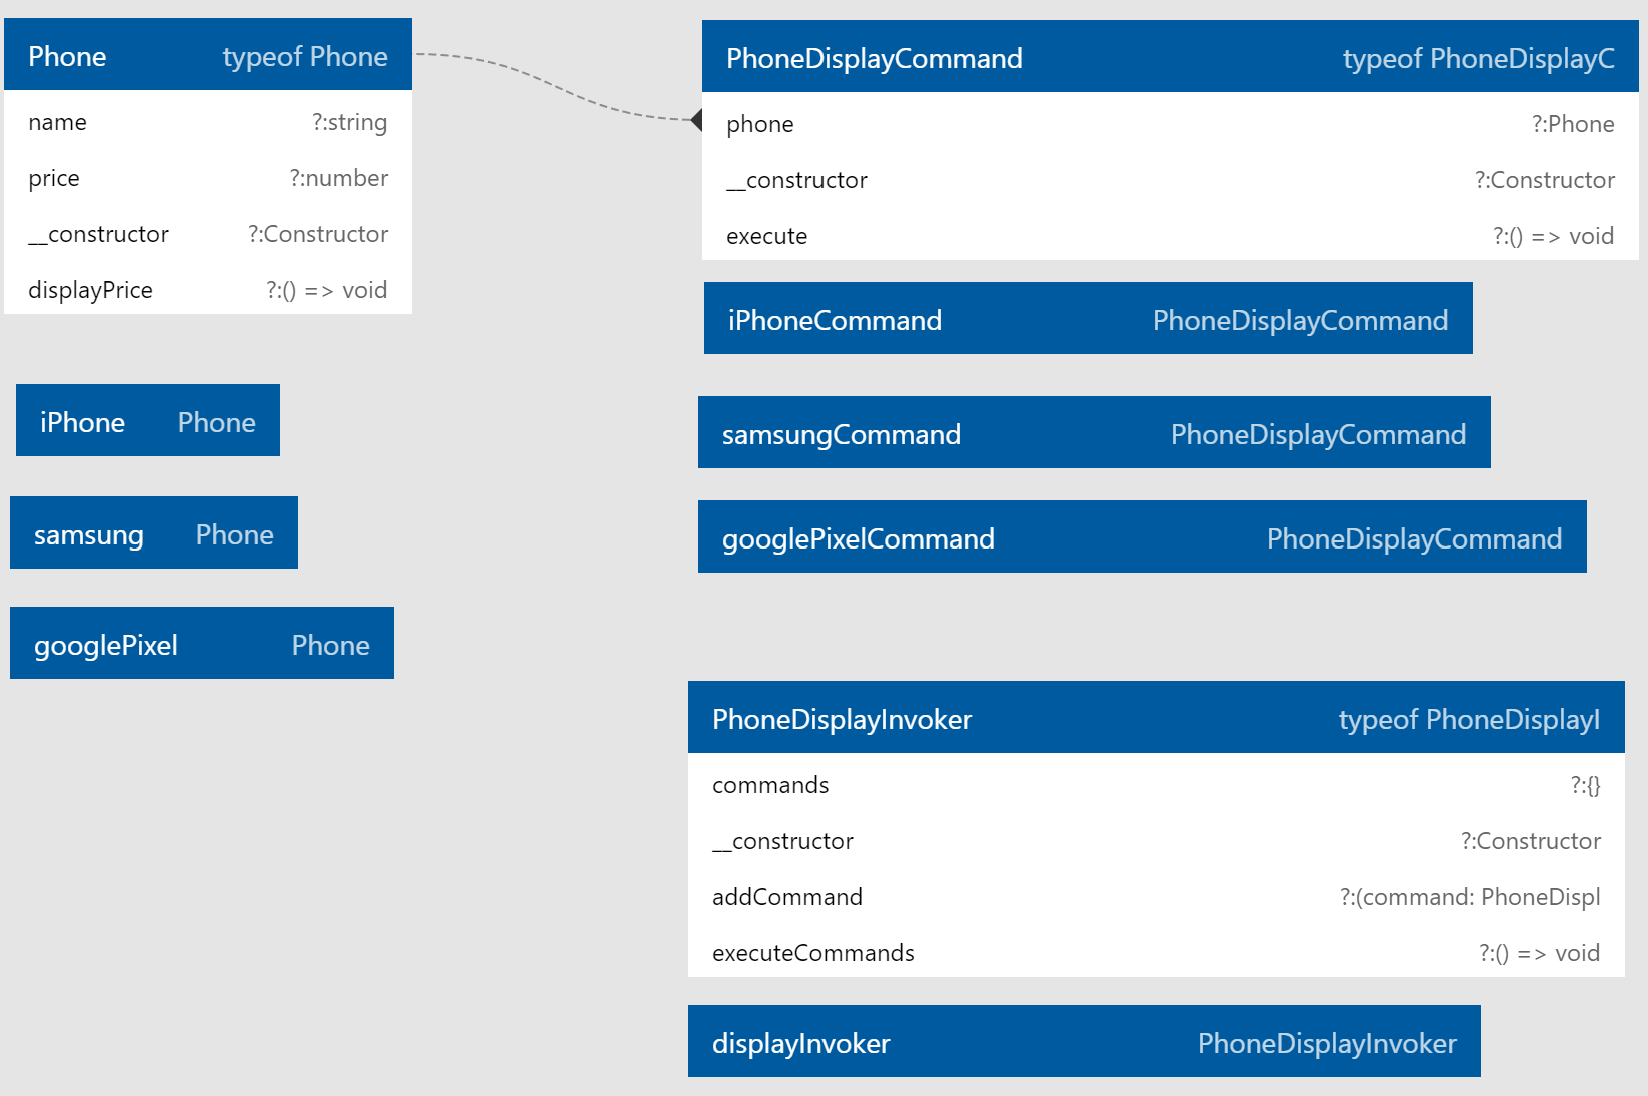 Phone typeof Phone
name ?:string
price ?:number
__constructor ?:Constructor
displayPrice ?:() => void
iPhone Phone
samsung Phone
googlePixel Phone
PhoneDisplayCommand typeof PhoneDisplayC
phone ?:Phone
__constructor ?:Constructor
execute ?:() => void
iPhoneCommand PhoneDisplayCommand
samsungCommand PhoneDisplayCommand
googlePixelCommand PhoneDisplayCommand
PhoneDisplayInvoker typeof PhoneDisplayI
commands ?:{}
__constructor ?:Constructor
addCommand ?:(command: PhoneDispl
executeCommands ?:() => void
displayInvoker PhoneDisplayInvoker